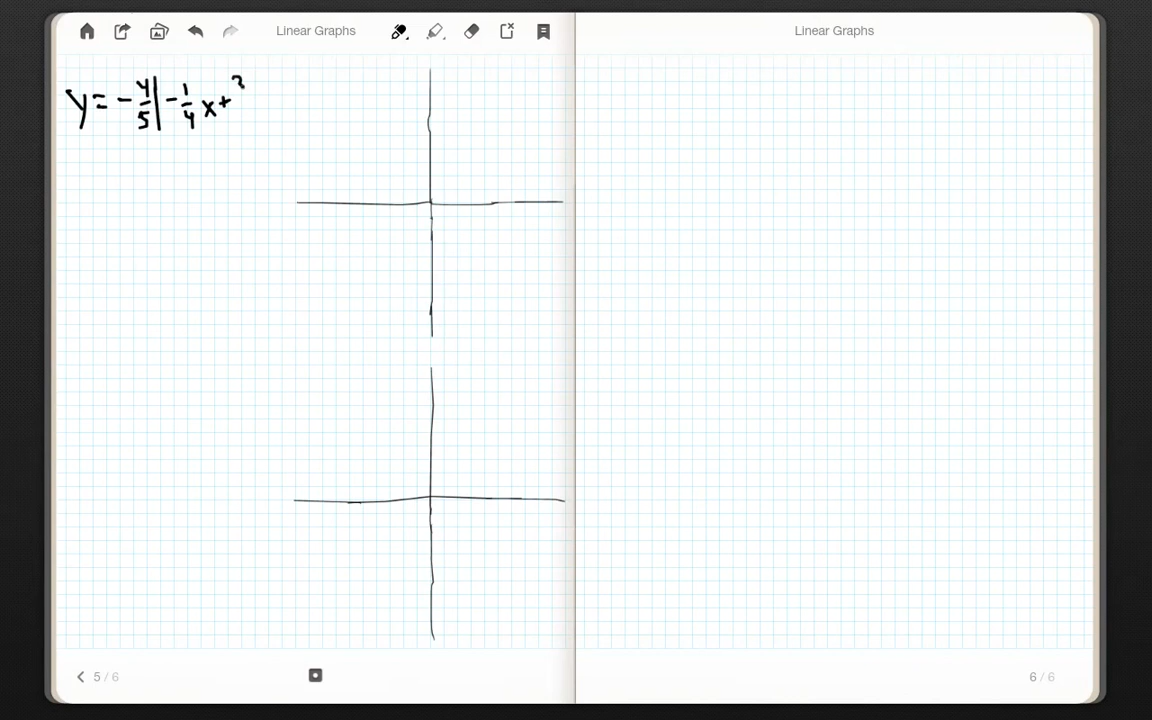 Linear Graphs
Linear Graphs
y = -4/5 | -1/4 x + 3
5 / 6
6 / 6